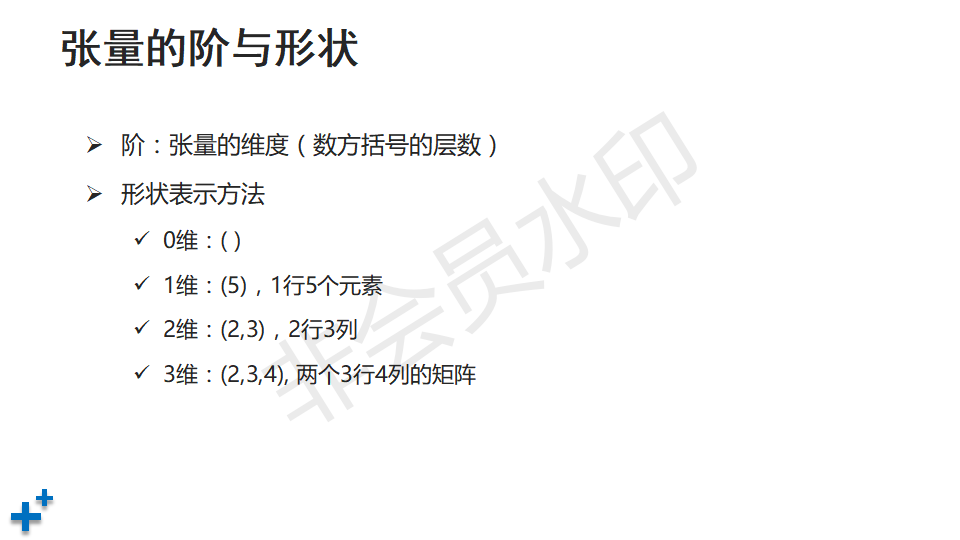 张量的阶与形状
阶：张量的维度（数方括号的层数）
形状表示方法
0维：( )
1维：(5)，1行5个元素
2维：(2,3)，2行3列
3维：(2,3,4), 两个3行4列的矩阵
非会员水印